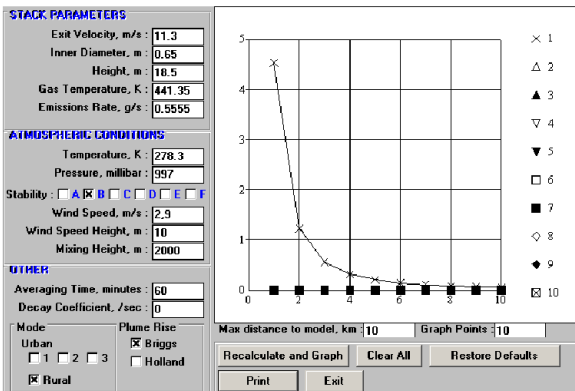 STACK PARAMETERS
Exit Velocity, m/s : 11.3
Inner Diameter, m : 0.65
Height, m : 18.5
Gas Temperature, K : 441.35
Emissions Rate, g/s : 0.5555
ATMOSPHERIC CONDITIONS
Temperature, K : 278.3
Pressure, millibar : 997
Stability : A B C D E F
Wind Speed, m/s : 2,9
Wind Speed Height, m : 10
Mixing Height, m : 2000
OTHER
Averaging Time, minutes : 60
Decay Coefficient, /sec : 0
Mode
Urban
1 2 3
Rural
Plume Rise
Briggs
Holland
5
4
3
2
1
0
0 2 4 6 8 10
1
2
3
4
5
6
7
8
9
10
Max distance to model, km : 10 Graph Points : 10
Recalculate and Graph Clear All Restore Defaults
Print Exit